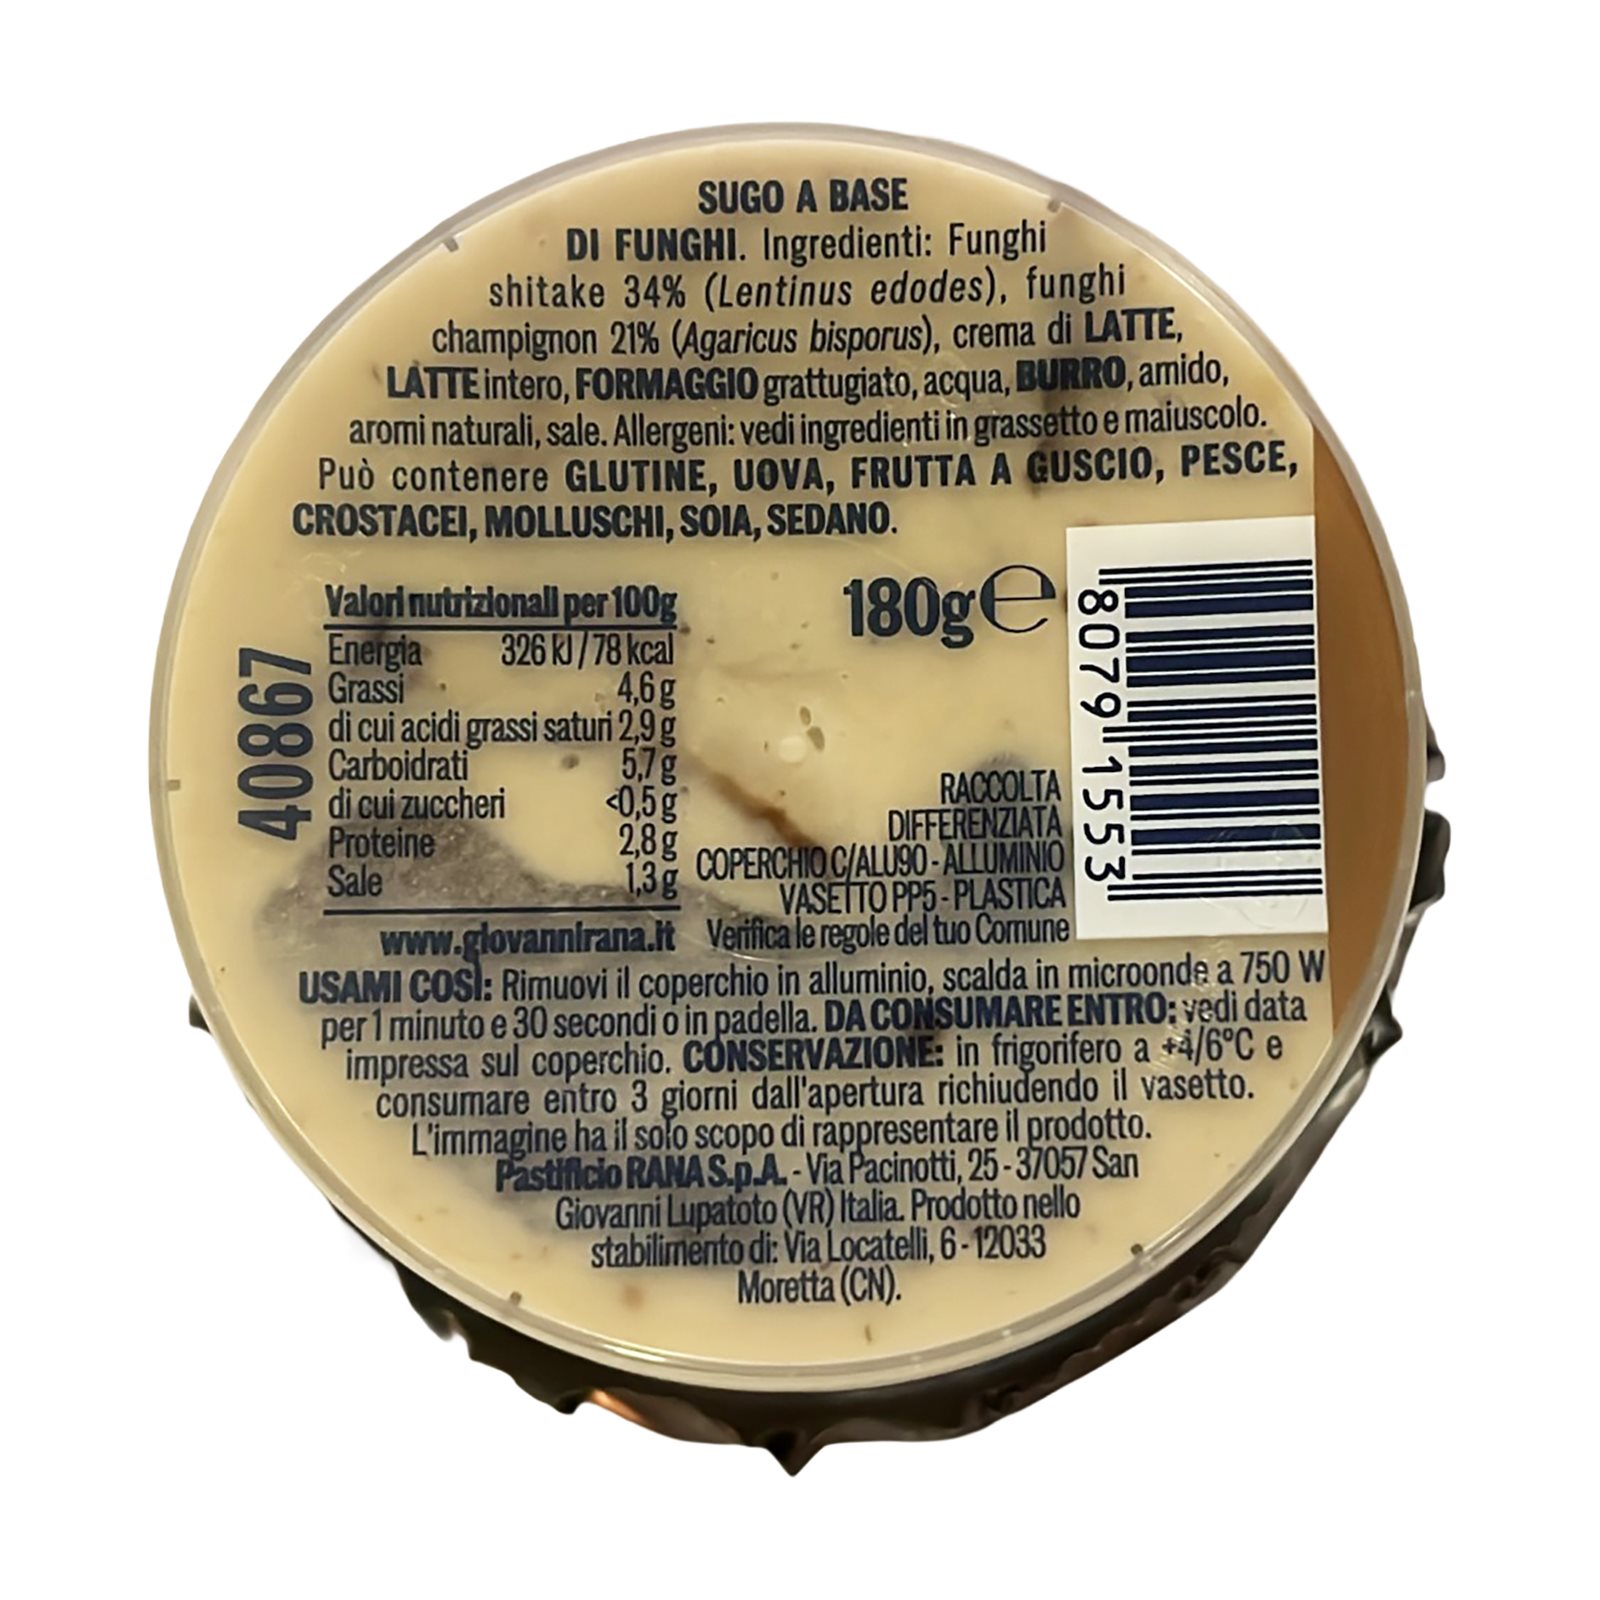 SUGO A BASE
DI FUNGHI. Ingredienti: Funghi
shitake 34% (Lentinus edodes), funghi
champignon 21% (Agaricus bisporus), crema di LATTE,
LATTE intero, FORMAGGIO grattugiato, acqua, BURRO, amido,
aromi naturali, sale. Allergeni: vedi ingredienti in grassetto e maiuscolo.
Può contenere GLUTINE, UOVA, FRUTTA A GUSCIO, PESCE,
CROSTACEI, MOLLUSCHI, SOIA, SEDANO.
40867
Valori nutrizionali per 100g
Energia 326 kJ / 78 kcal
Grassi 4,6 g
di cui acidi grassi saturi 2,9 g
Carboidrati 5,7 g
di cui zuccheri <0,5 g
Proteine 2,8 g
Sale 1,3 g
www.giovannirana.it
180g e
80791553
RACCOLTA
DIFFERENZIATA
COPERCHIO C/ALU90 - ALLUMINIO
VASETTO PP5 - PLASTICA
Verifica le regole del tuo Comune
USAMI COSÌ: Rimuovi il coperchio in alluminio, scalda in microonde a 750 W
per 1 minuto e 30 secondi o in padella. DA CONSUMARE ENTRO: vedi data
impressa sul coperchio. CONSERVAZIONE: in frigorifero a +4/6°C e
consumare entro 3 giorni dall'apertura richiudendo il vasetto.
L'immagine ha il solo scopo di rappresentare il prodotto.
Pastificio RANA S.p.A. - Via Pacinotti, 25 - 37057 San
Giovanni Lupatoto (VR) Italia. Prodotto nello
stabilimento di: Via Locatelli, 6 - 12033
Moretta (CN).